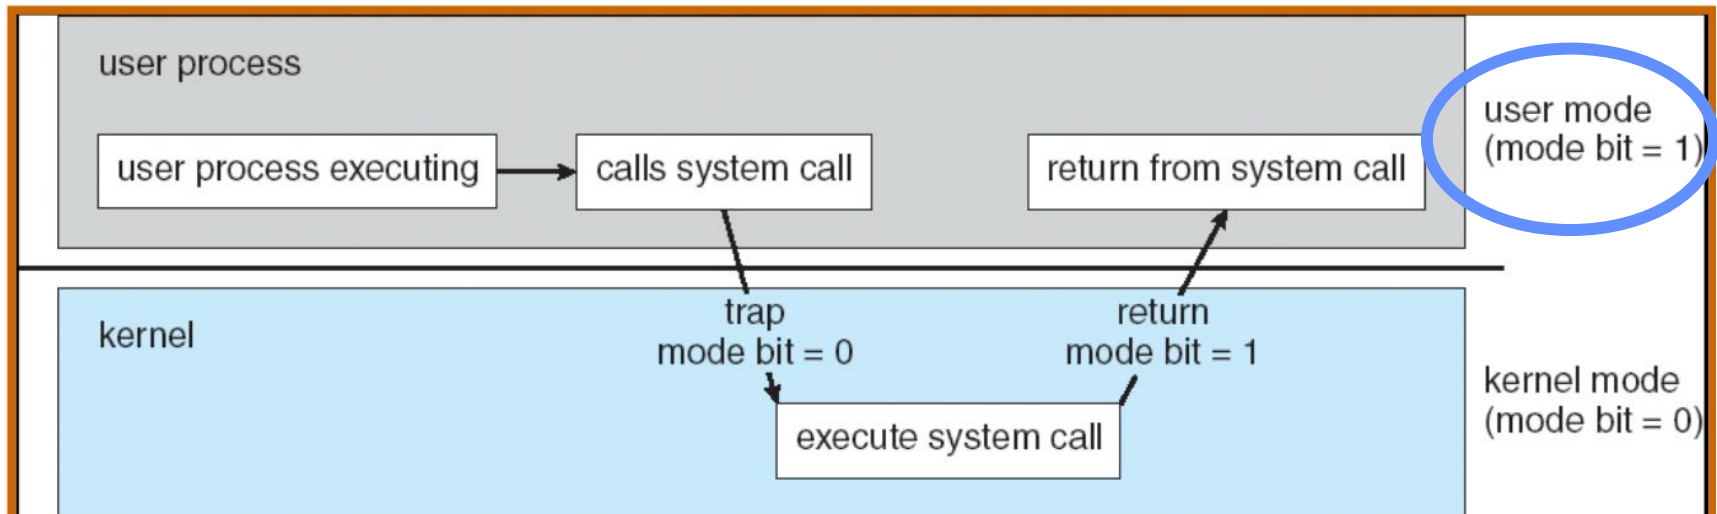 user process
user mode
(mode bit = 1)
user process executing
calls system call
return from system call
trap
mode bit = 0
return
mode bit = 1
kernel
kernel mode
(mode bit = 0)
execute system call